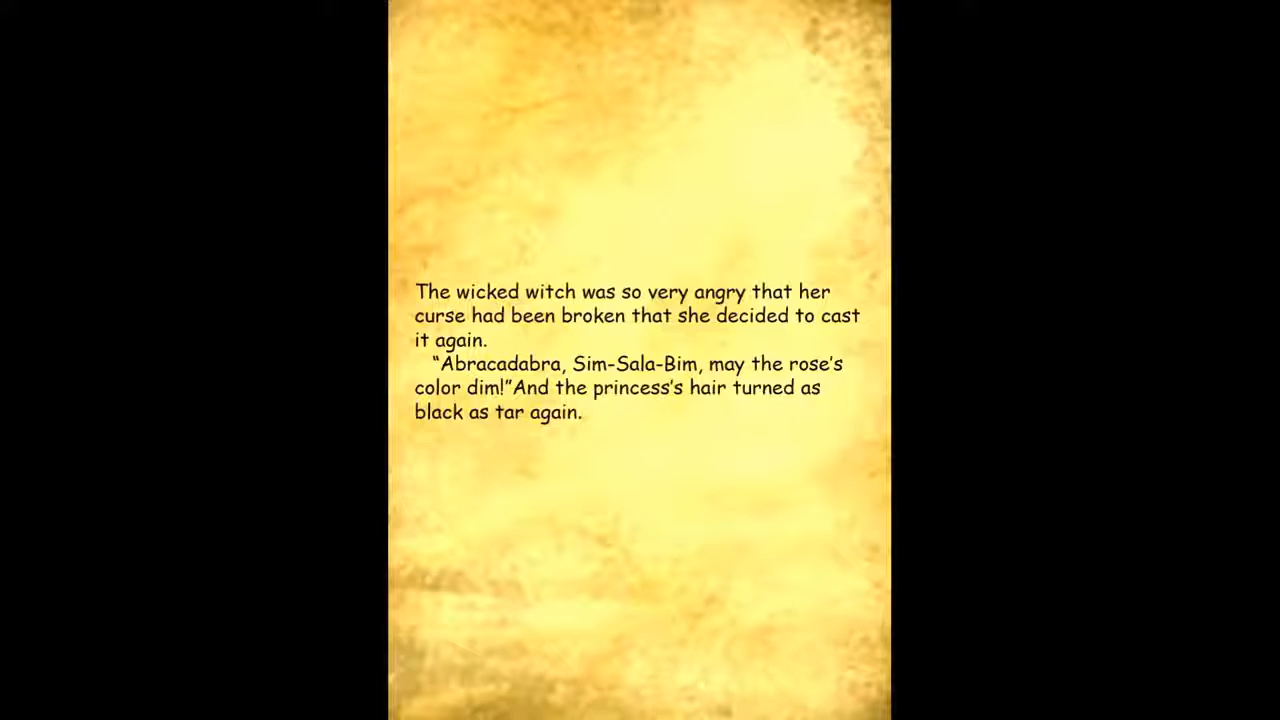 The wicked witch was so very angry that her
curse had been broken that she decided to cast
it again.
“Abracadabra, Sim-Sala-Bim, may the rose’s
color dim!”And the princess’s hair turned as
black as tar again.